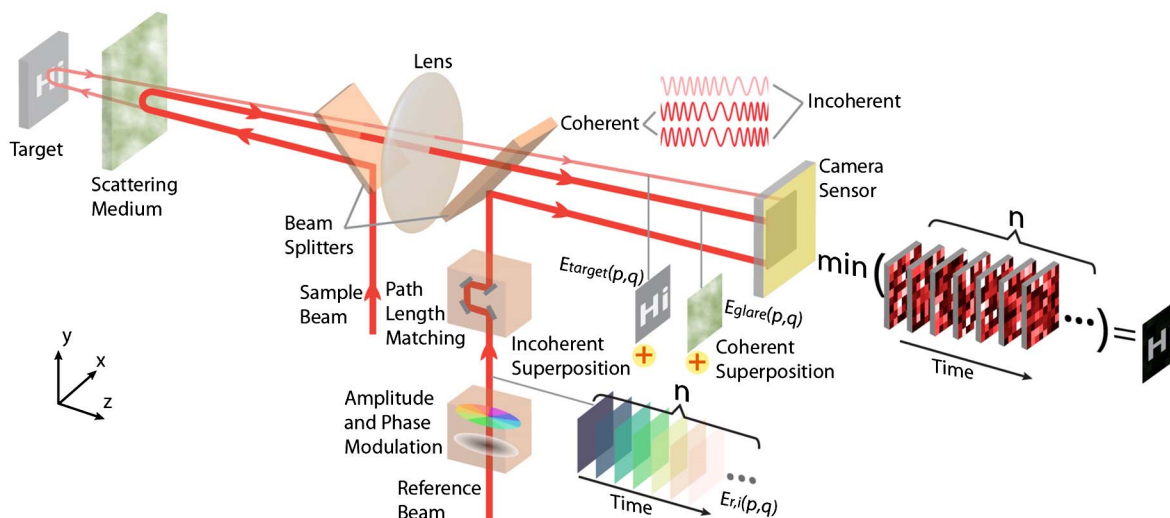 Hi
Target
Scattering
Medium
Lens
Coherent
Incoherent
Camera
Sensor
Beam
Splitters
Sample
Beam
Path
Length
Matching
Etarget(p,q)
Hi
Eglare(p,q)
Incoherent
Superposition
+
+
Coherent
Superposition
n
min( ... ) =
Time
H
y
x
z
Amplitude
and Phase
Modulation
Reference
Beam
n
Time
...
Er,i(p,q)